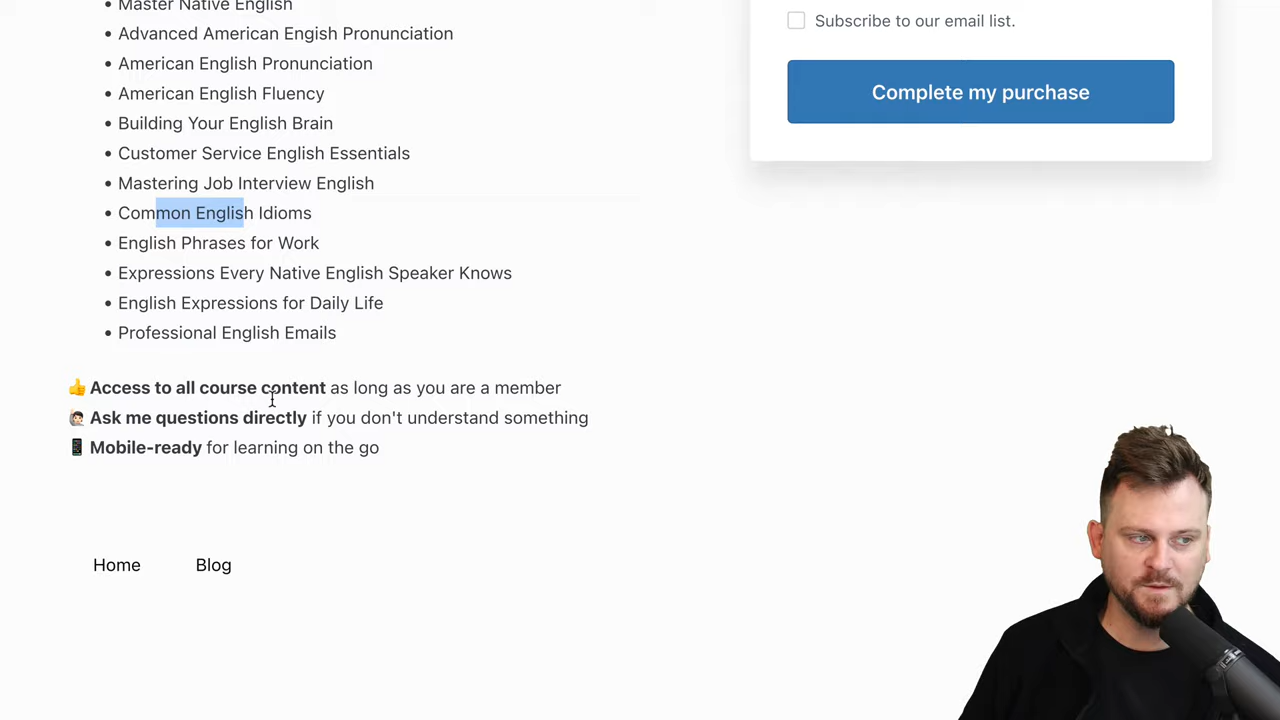 Master Native English
Advanced American Engish Pronunciation
American English Pronunciation
American English Fluency
Building Your English Brain
Customer Service English Essentials
Mastering Job Interview English
Common English Idioms
English Phrases for Work
Expressions Every Native English Speaker Knows
English Expressions for Daily Life
Professional English Emails
👍 Access to all course content as long as you are a member
🙋🏻‍♂️ Ask me questions directly if you don't understand something
📱 Mobile-ready for learning on the go
Home Blog
Subscribe to our email list.
Complete my purchase